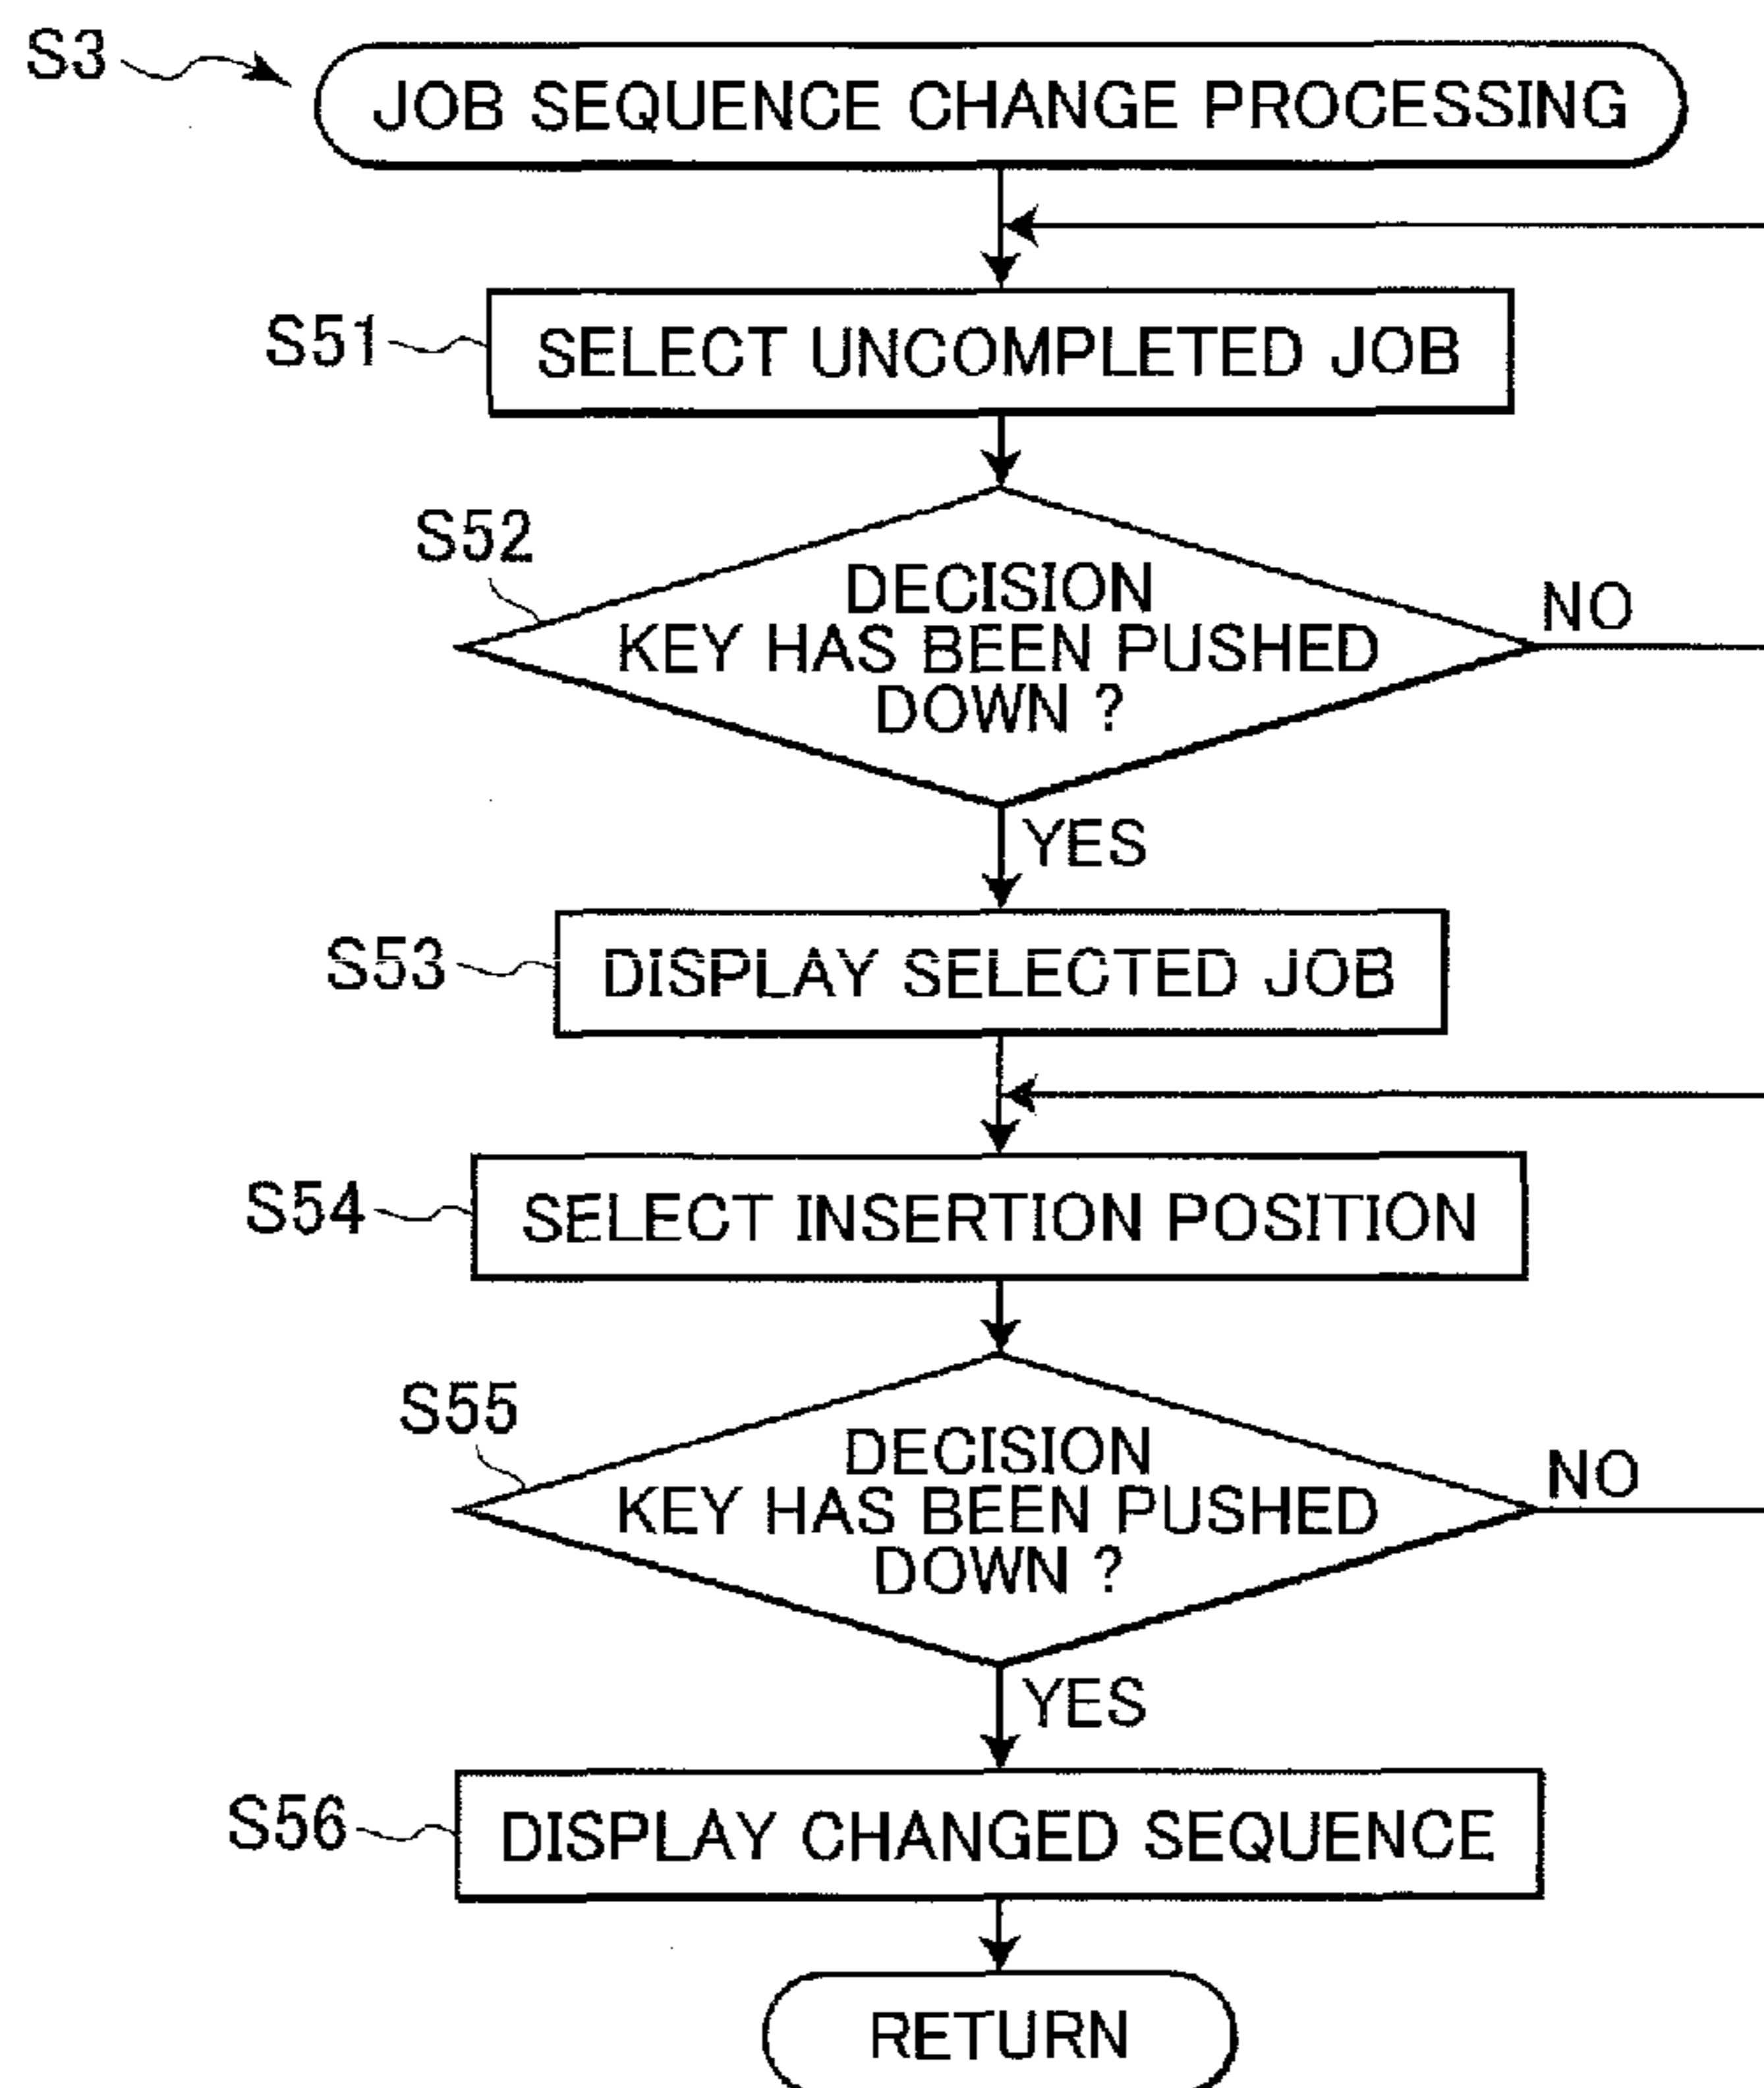 S3
JOB SEQUENCE CHANGE PROCESSING
S51
SELECT UNCOMPLETED JOB
S52
DECISION
KEY HAS BEEN PUSHED
DOWN ?
NO
YES
S53
DISPLAY SELECTED JOB
S54
SELECT INSERTION POSITION
S55
DECISION
KEY HAS BEEN PUSHED
DOWN ?
NO
YES
S56
DISPLAY CHANGED SEQUENCE
RETURN